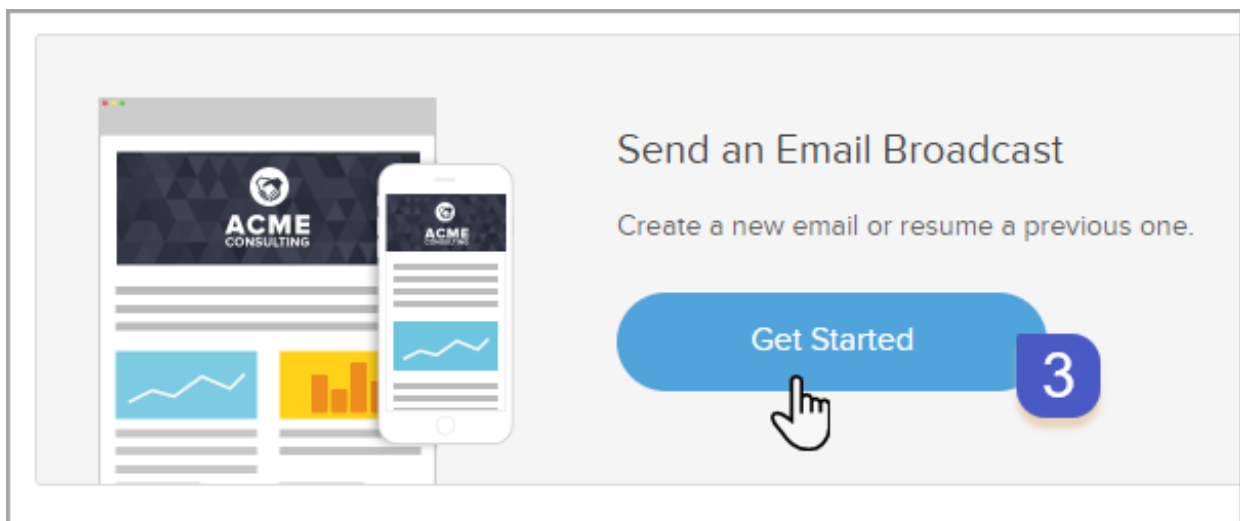 ACME
CONSULTING
ACME
CONSULTING
Send an Email Broadcast
Create a new email or resume a previous one.
Get Started
3